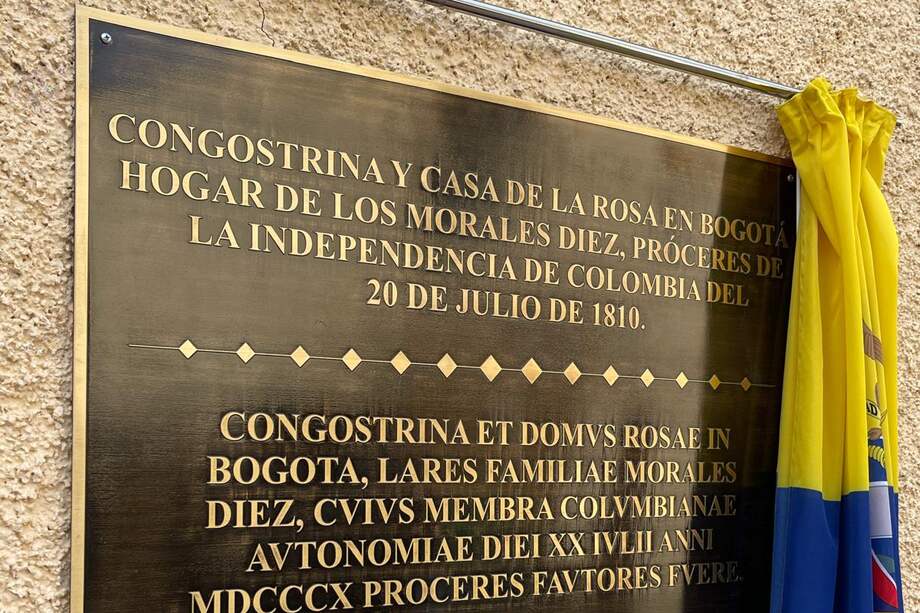 CONGOSTRINA Y CASA DE LA ROSA EN BOGOTÁ
HOGAR DE LOS MORALES DIEZ, PRÓCERES DE
LA INDEPENDENCIA DE COLOMBIA DEL
20 DE JULIO DE 1810.
CONGOSTRINA ET DOMVS ROSAE IN
BOGOTA, LARES FAMILIAE MORALES
DIEZ, CVIVS MEMBRA COLVMBIANAE
AVTONOMIAE DIEI XX IVLII ANNI
MDCCCX PROCERES FAVTORES FVERE.